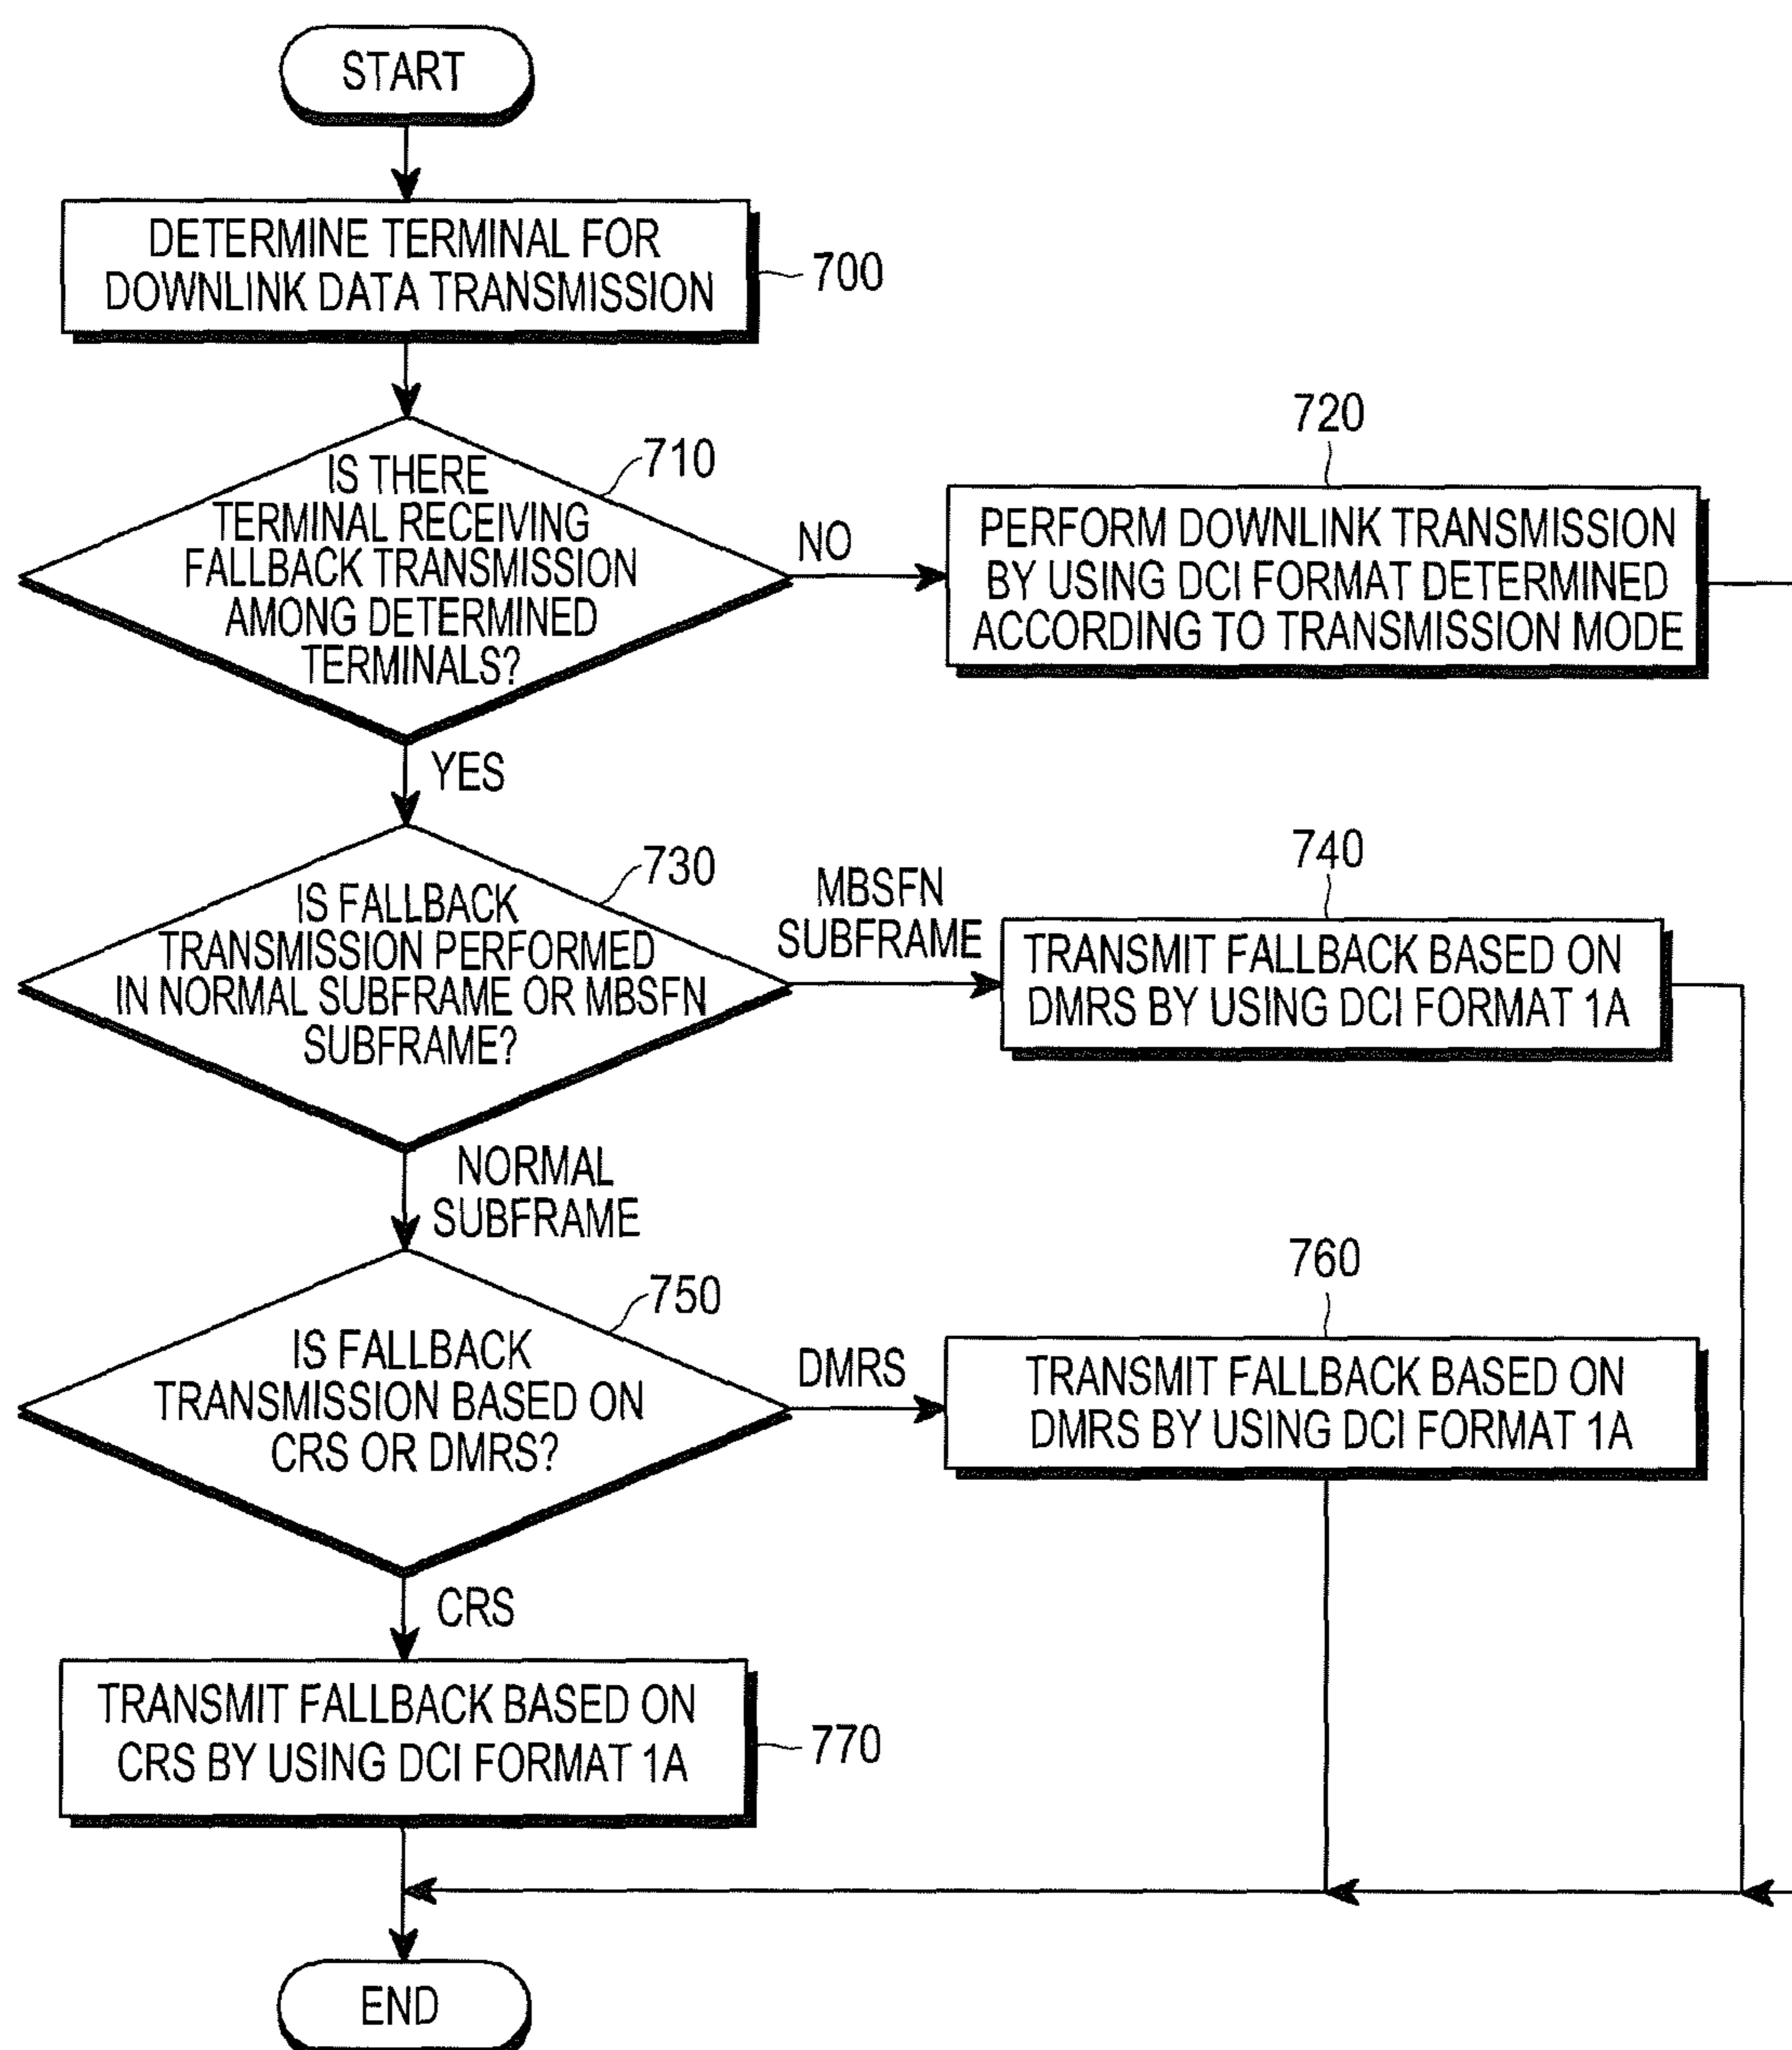 START
DETERMINE TERMINAL FOR
DOWNLINK DATA TRANSMISSION
700
IS THERE
TERMINAL RECEIVING
FALLBACK TRANSMISSION
AMONG DETERMINED
TERMINALS?
710
NO
720
PERFORM DOWNLINK TRANSMISSION
BY USING DCI FORMAT DETERMINED
ACCORDING TO TRANSMISSION MODE
YES
IS FALLBACK
TRANSMISSION PERFORMED
IN NORMAL SUBFRAME OR MBSFN
SUBFRAME?
730
MBSFN
SUBFRAME
740
TRANSMIT FALLBACK BASED ON
DMRS BY USING DCI FORMAT 1A
NORMAL
SUBFRAME
IS FALLBACK
TRANSMISSION BASED ON
CRS OR DMRS?
750
DMRS
760
TRANSMIT FALLBACK BASED ON
DMRS BY USING DCI FORMAT 1A
CRS
TRANSMIT FALLBACK BASED ON
CRS BY USING DCI FORMAT 1A
770
END